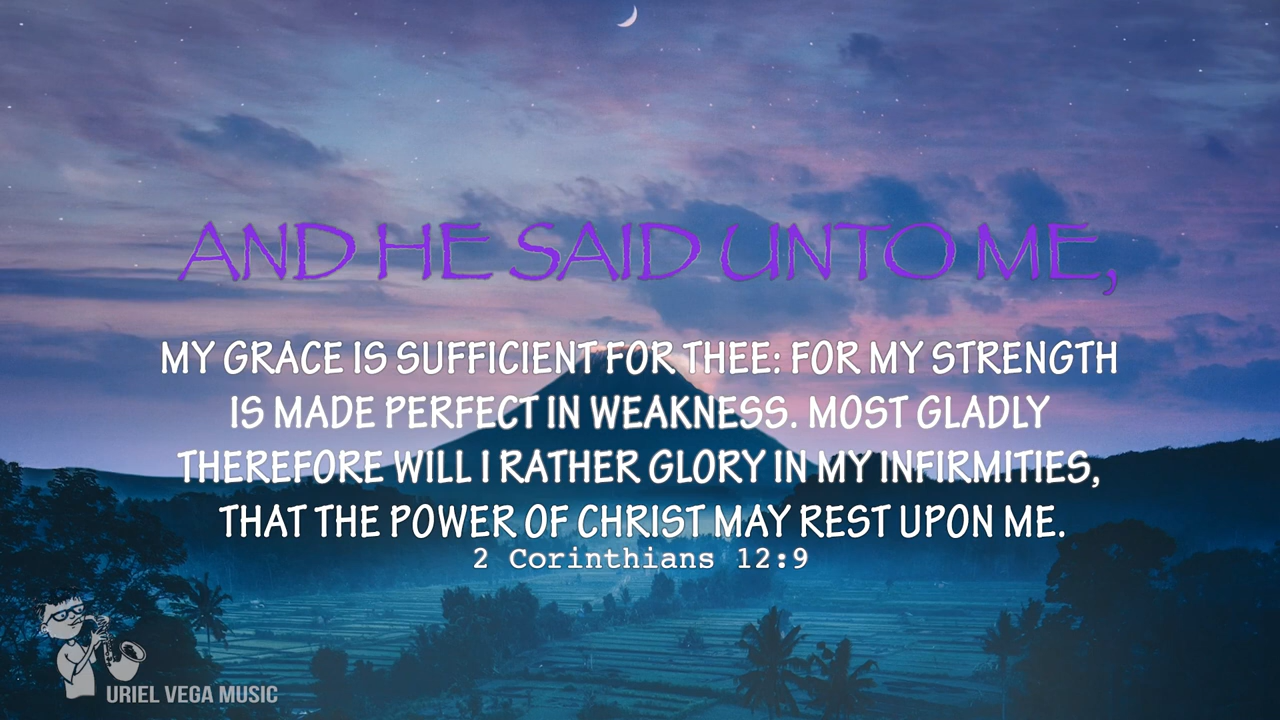 AND HE SAID UNTO ME,
MY GRACE IS SUFFICIENT FOR THEE: FOR MY STRENGTH
IS MADE PERFECT IN WEAKNESS. MOST GLADLY
THEREFORE WILL I RATHER GLORY IN MY INFIRMITIES,
THAT THE POWER OF CHRIST MAY REST UPON ME.
2 Corinthians 12:9
URIEL VEGA MUSIC